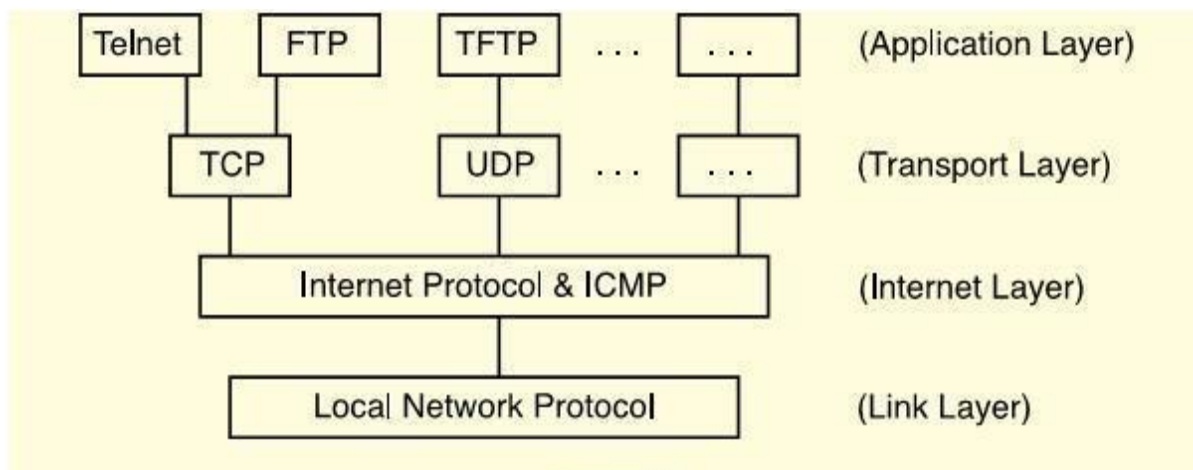 Telnet FTP TFTP . . . . . . (Application Layer)
TCP UDP . . . . . . (Transport Layer)
Internet Protocol & ICMP (Internet Layer)
Local Network Protocol (Link Layer)